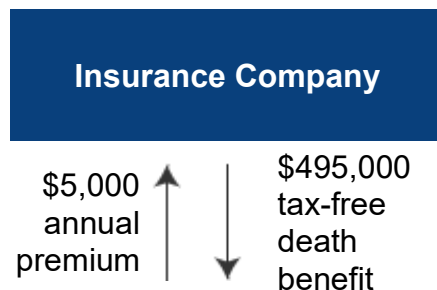 Insurance Company
$5,000
annual
premium
$495,000
tax-free
death
benefit